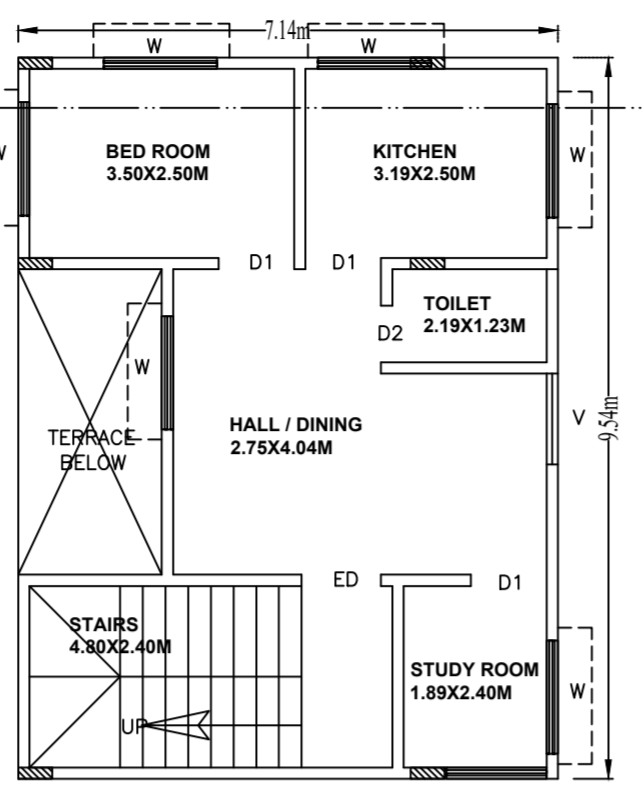 7.14m
W
W
BED ROOM
3.50X2.50M
KITCHEN
3.19X2.50M
W
W
D1
D1
TOILET
2.19X1.23M
D2
W
HALL / DINING
2.75X4.04M
V
9.54m
TERRACE
BELOW
ED
D1
STAIRS
4.80X2.40M
STUDY ROOM
1.89X2.40M
W
UP